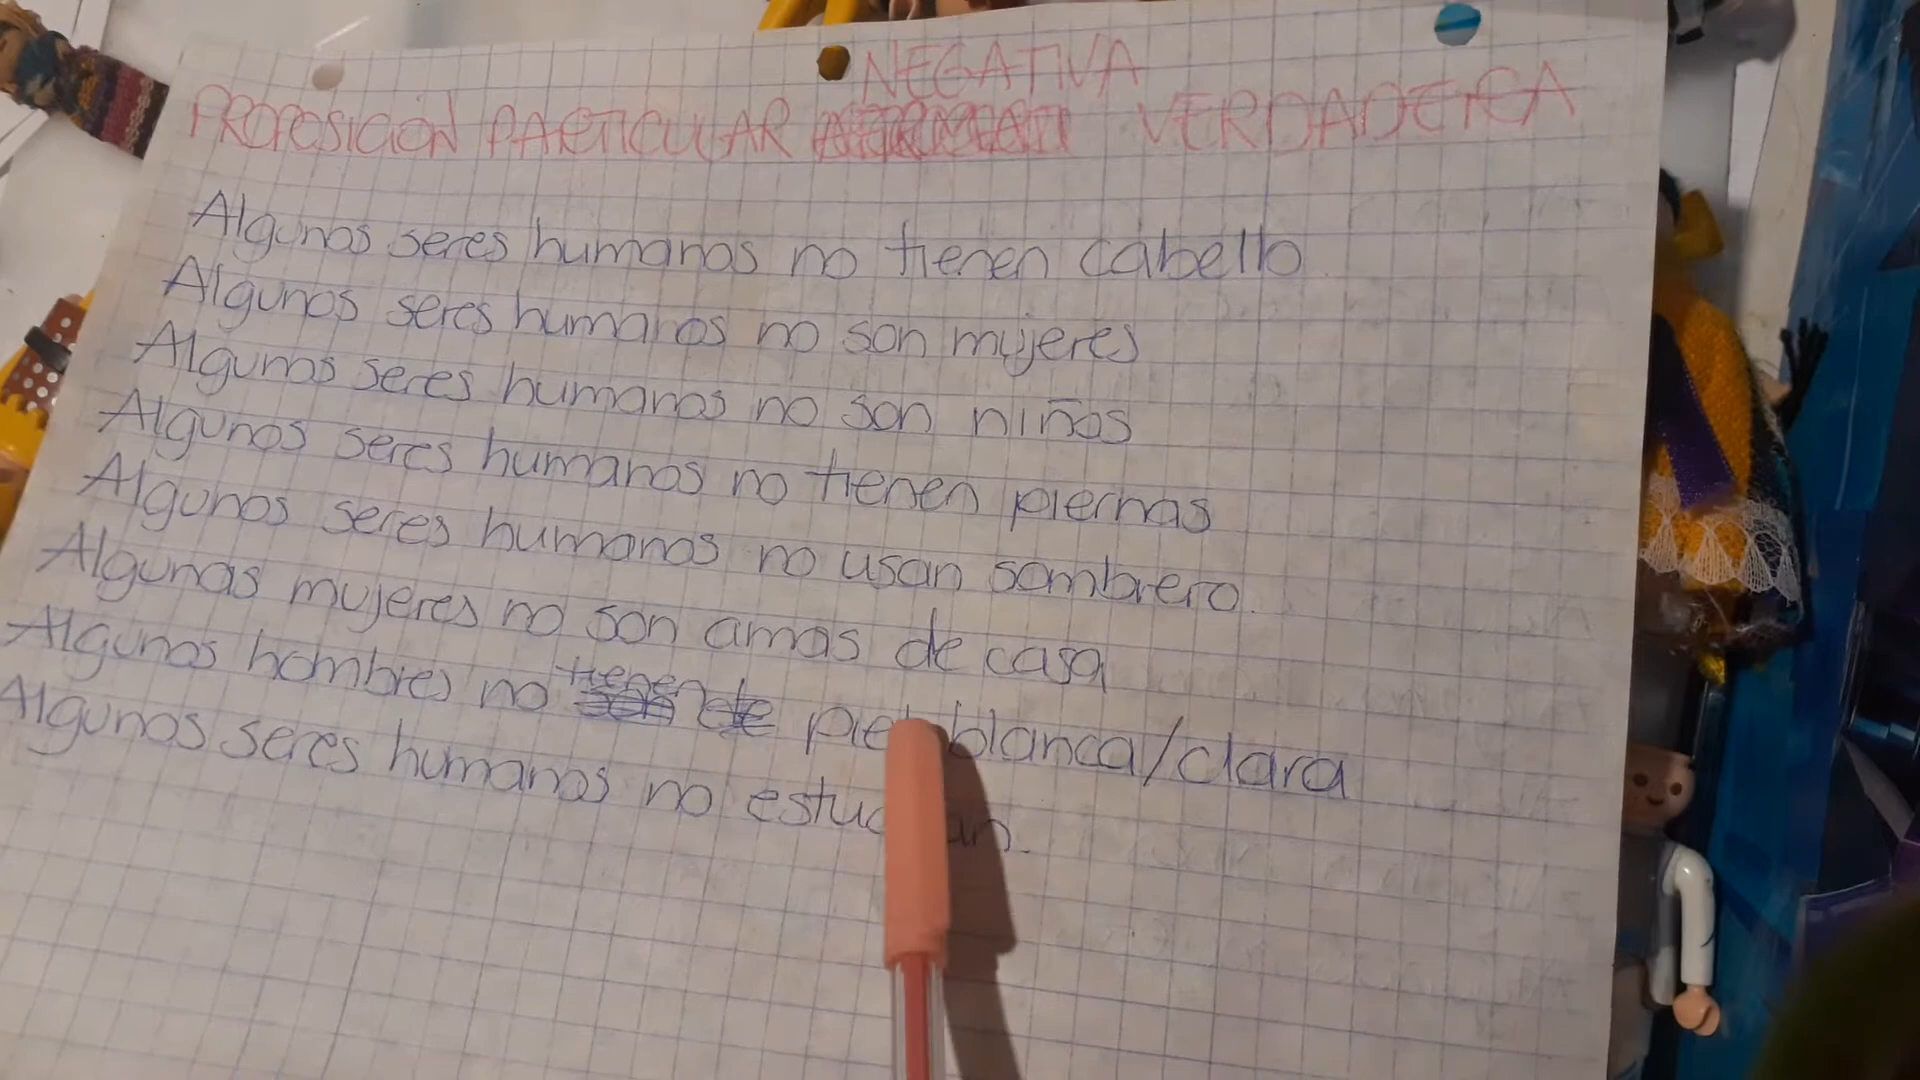 NEGATIVA
PROPOSICIÓN PARTICULAR VERDADERA
Algunos seres humanos no tienen cabello.
Algunos seres humanos no son mujeres
Algunos seres humanos no son niños
Algunos seres humanos no tienen piernas
Algunos seres humanos no usan sombrero.
Algunas mujeres no son amas de casa
Algunos hombres no tienen piel blanca/clara
Algunos seres humanos no estudian.